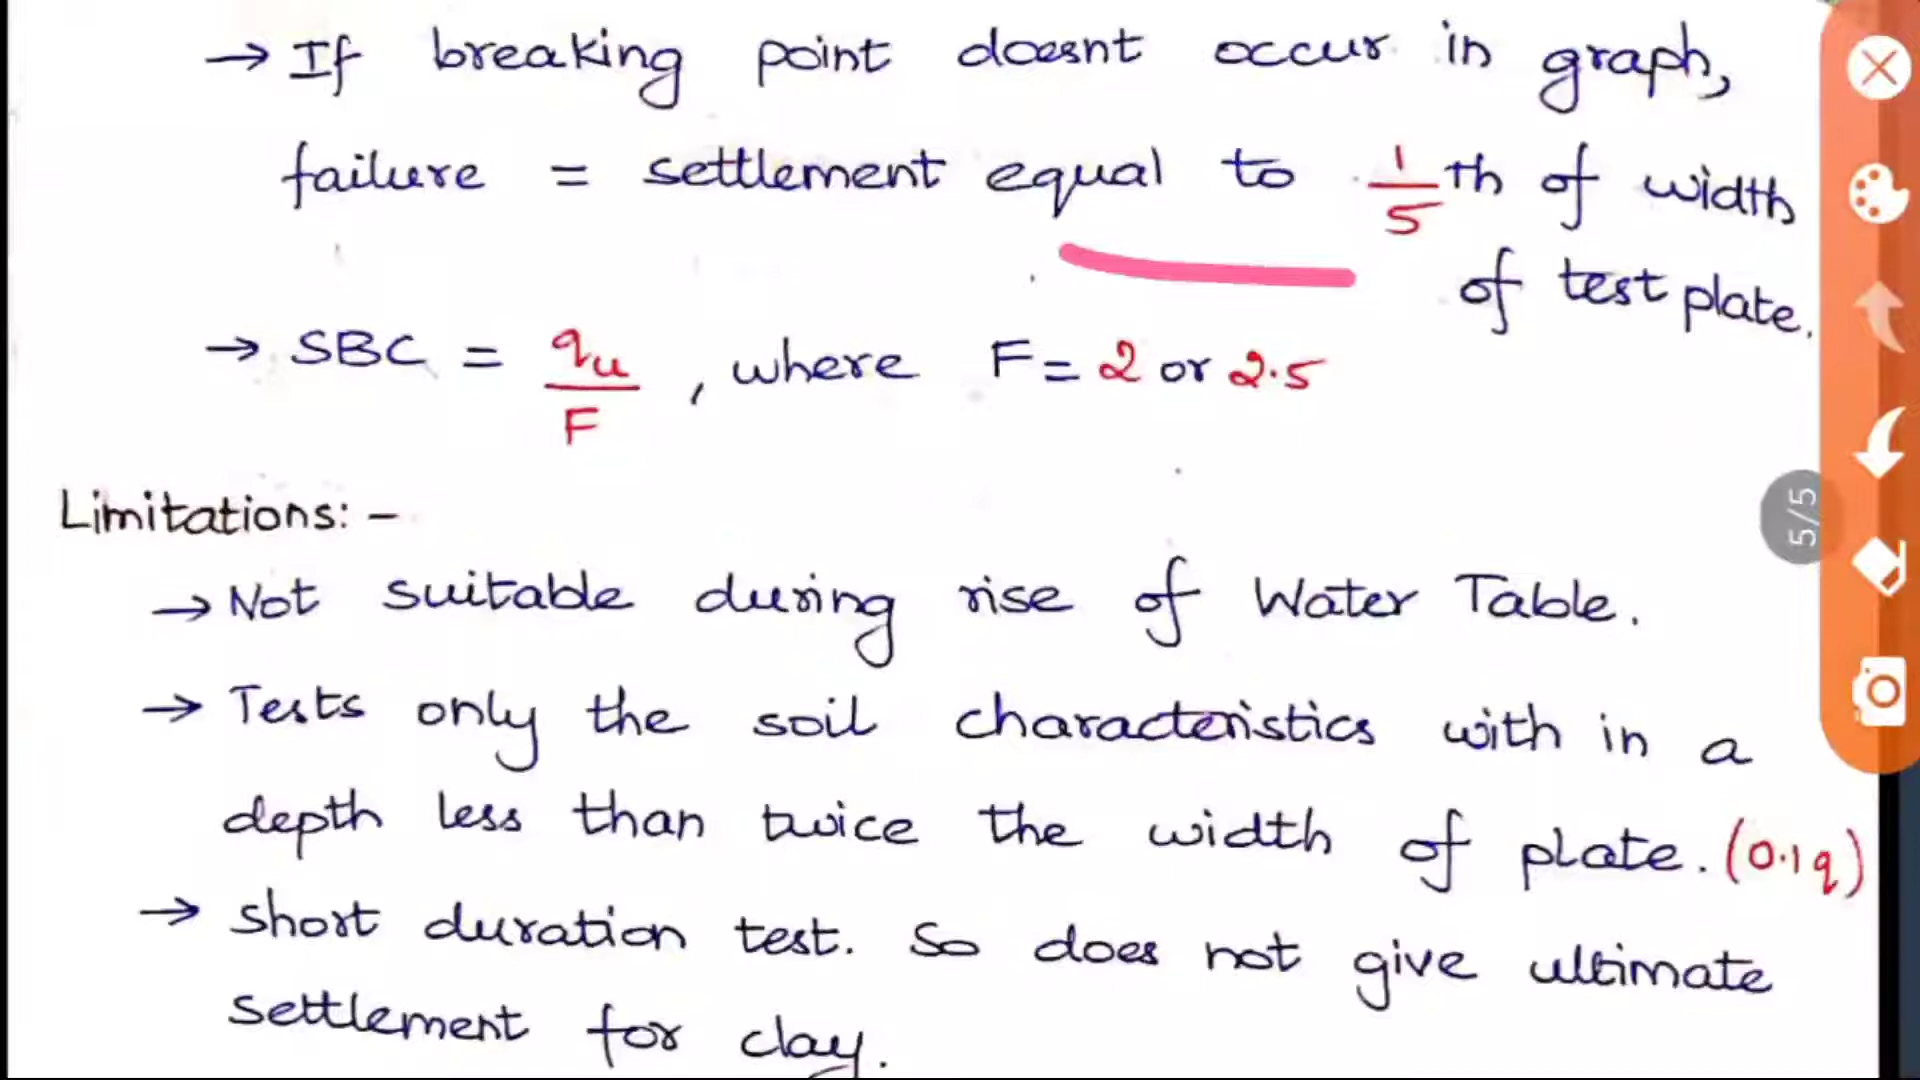 → If breaking point doesnt occur in graph,
failure = settlement equal to 1/5 th of width
of test plate.
→ SBC = qu/F , where F = 2 or 2.5
Limitations: -
→ Not suitable during rise of Water Table.
→ Tests only the soil characteristics with in a
depth less than twice the width of plate. (0.1q)
→ Short duration test. So does not give ultimate
settlement for clay.
5/5